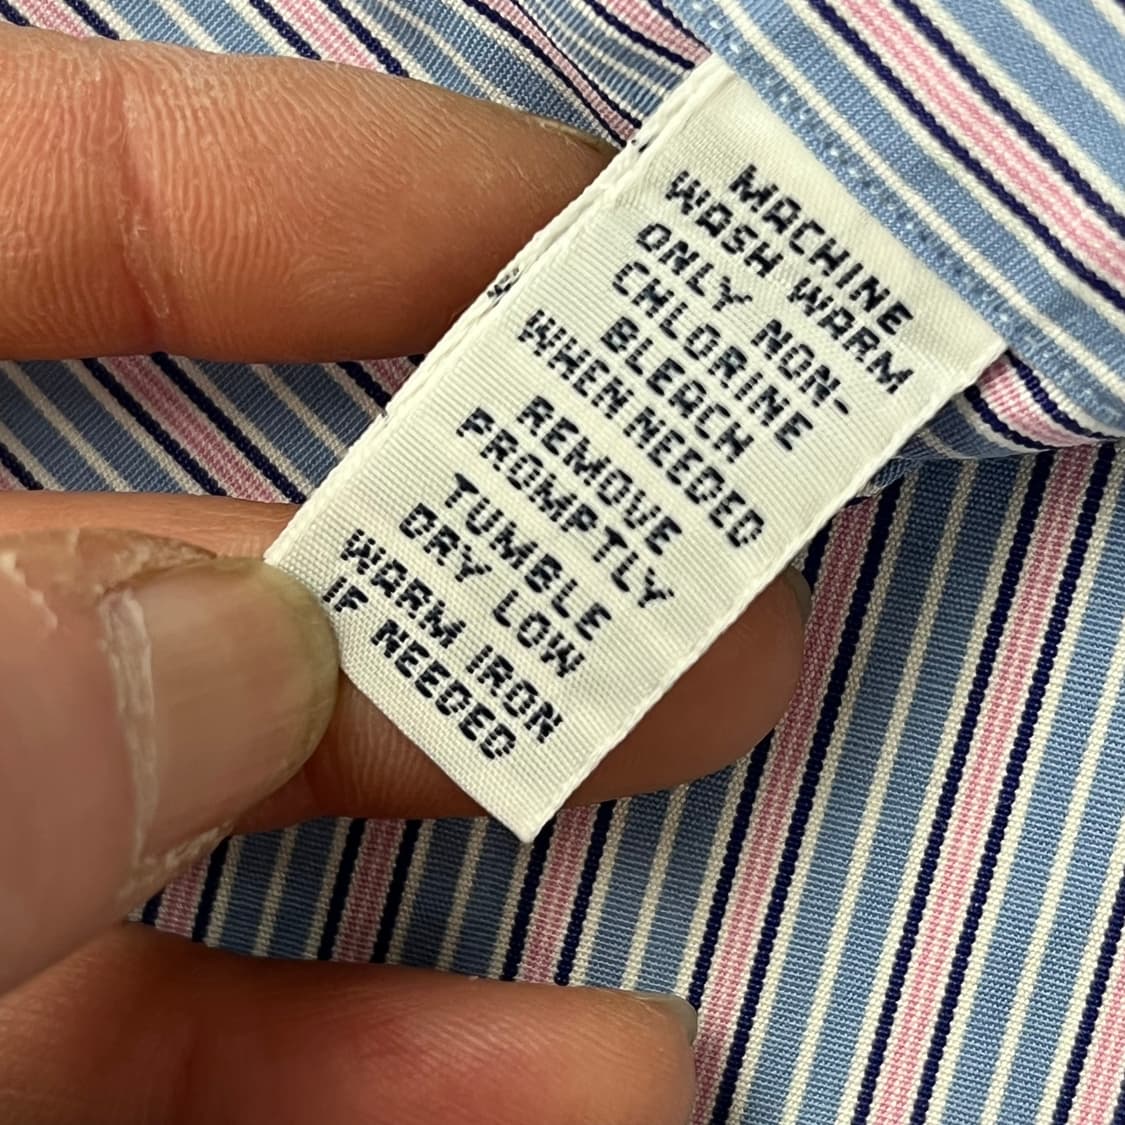 MACHINE
WASH WARM
ONLY NON-
CHLORINE
BLEACH
WHEN NEEDED
REMOVE
PROMPTLY
TUMBLE
DRY LOW
WARM IRON
IF NEEDED